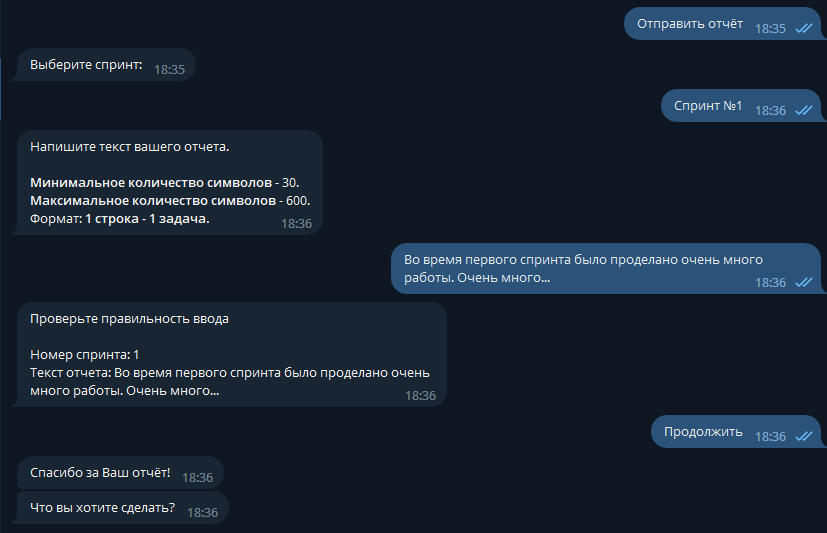 Отправить отчёт 18:35
Выберите спринт: 18:35
Спринт №1 18:36
Напишите текст вашего отчета.
Минимальное количество символов - 30.
Максимальное количество символов - 600.
Формат: 1 строка - 1 задача. 18:36
Во время первого спринта было проделано очень много
работы. Очень много... 18:36
Проверьте правильность ввода
Номер спринта: 1
Текст отчета: Во время первого спринта было проделано очень
много работы. Очень много... 18:36
Продолжить 18:36
Спасибо за Ваш отчёт! 18:36
Что вы хотите сделать? 18:36